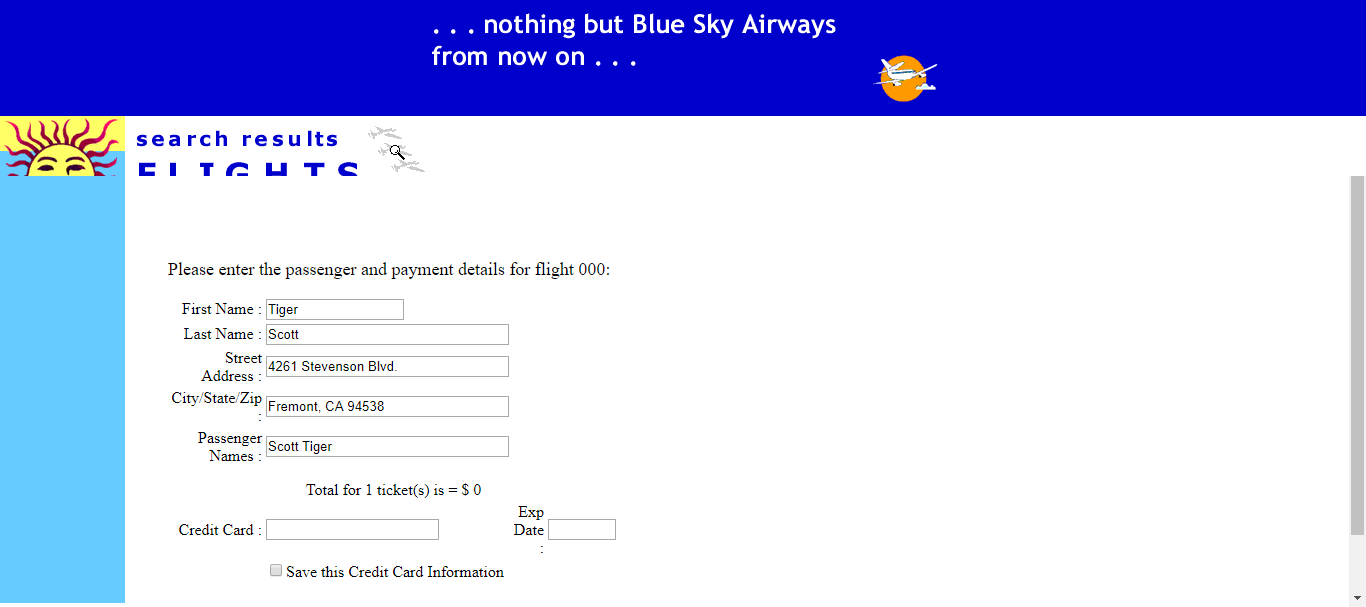 . . . nothing but Blue Sky Airways
from now on . . .
search results
FLIGHTS
Please enter the passenger and payment details for flight 000:
First Name : Tiger
Last Name : Scott
Street
Address : 4261 Stevenson Blvd.
City/State/Zip
: Fremont, CA 94538
Passenger
Names : Scott Tiger
Total for 1 ticket(s) is = $ 0
Credit Card :
Exp
Date
:
Save this Credit Card Information